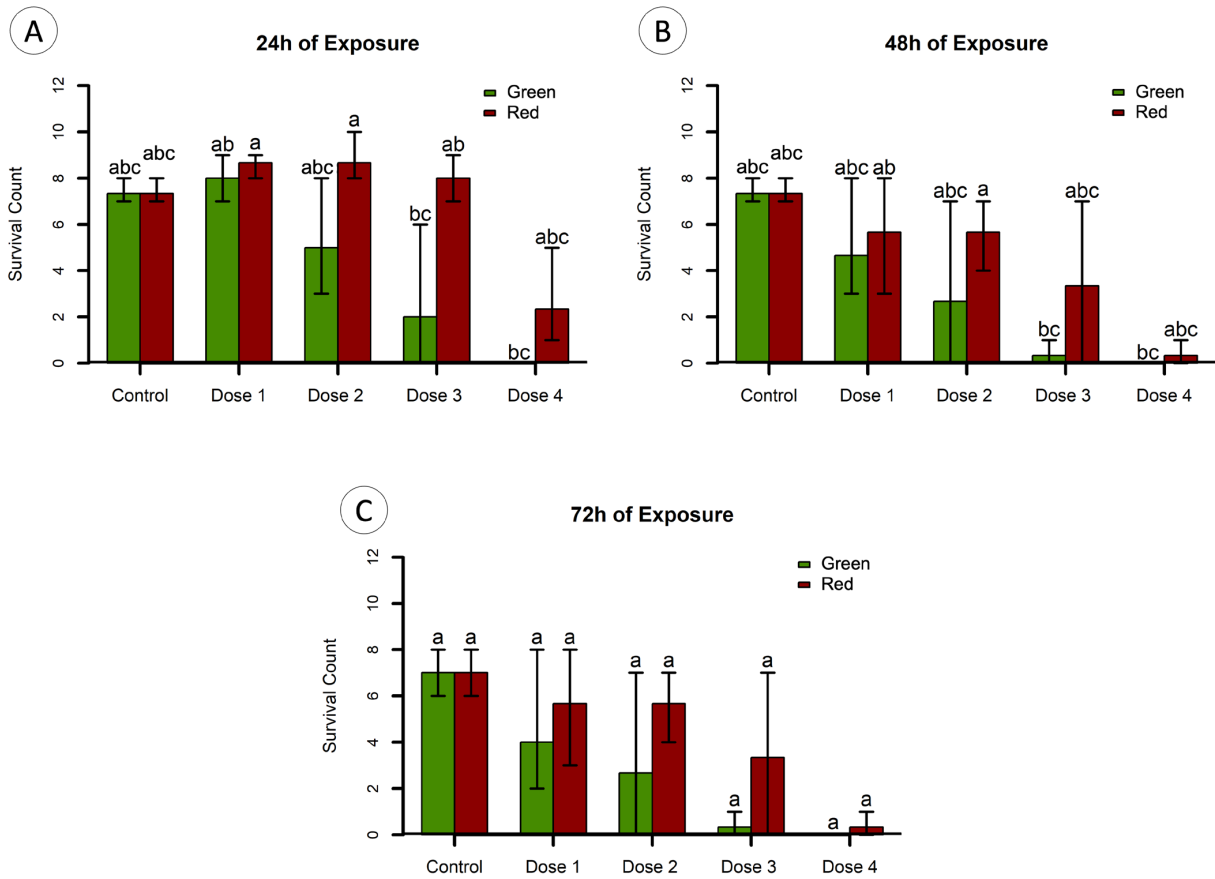 A
24h of Exposure
Survival Count
0 2 4 6 8 10 12
Green
Red
abc abc ab a abc a bc ab bc abc
Control Dose 1 Dose 2 Dose 3 Dose 4
B
48h of Exposure
Survival Count
0 2 4 6 8 10 12
Green
Red
abc abc abc ab abc a bc abc bc abc
Control Dose 1 Dose 2 Dose 3 Dose 4
C
72h of Exposure
Survival Count
0 2 4 6 8 10 12
Green
Red
a a a a a a a a a a
Control Dose 1 Dose 2 Dose 3 Dose 4